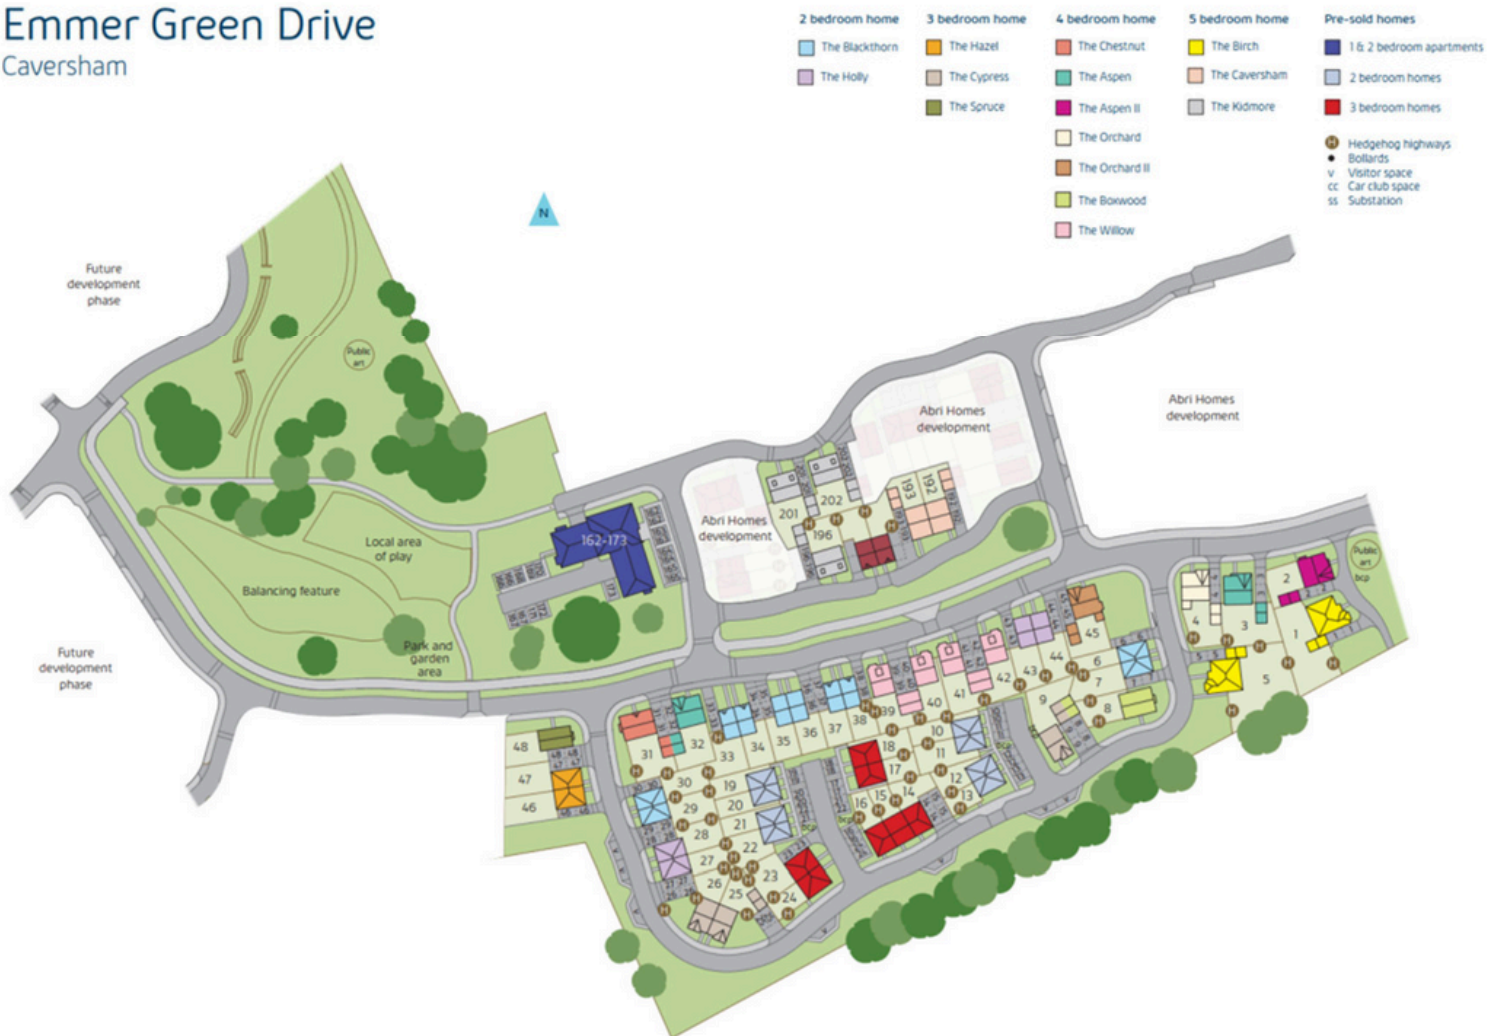 Emmer Green Drive
Caversham
2 bedroom home
The Blackthorn
The Holly
3 bedroom home
The Hazel
The Cypress
The Spruce
4 bedroom home
The Chestnut
The Aspen
The Aspen II
The Orchard
The Orchard II
The Boxwood
The Willow
5 bedroom home
The Birch
The Caversham
The Kidmore
Pre-sold homes
1 & 2 bedroom apartments
2 bedroom homes
3 bedroom homes
H Hedgehog highways
Bollards
v Visitor space
cc Car club space
ss Substation
N
Future
development
phase
Public
art
Abri Homes
development
Abri Homes
development
Abri Homes
development
Local area
of play
Balancing feature
Park and
garden
area
Future
development
phase
Public
art
bcp
162-173
201
202
196
193
192
1
2
3
4
5
6
7
8
9
10
11
12
13
14
15
16
17
18
19
20
21
22
23
24
25
26
27
28
29
30
31
32
33
34
35
36
37
38
39
40
41
42
43
44
45
46
47
48
bcp
bcp